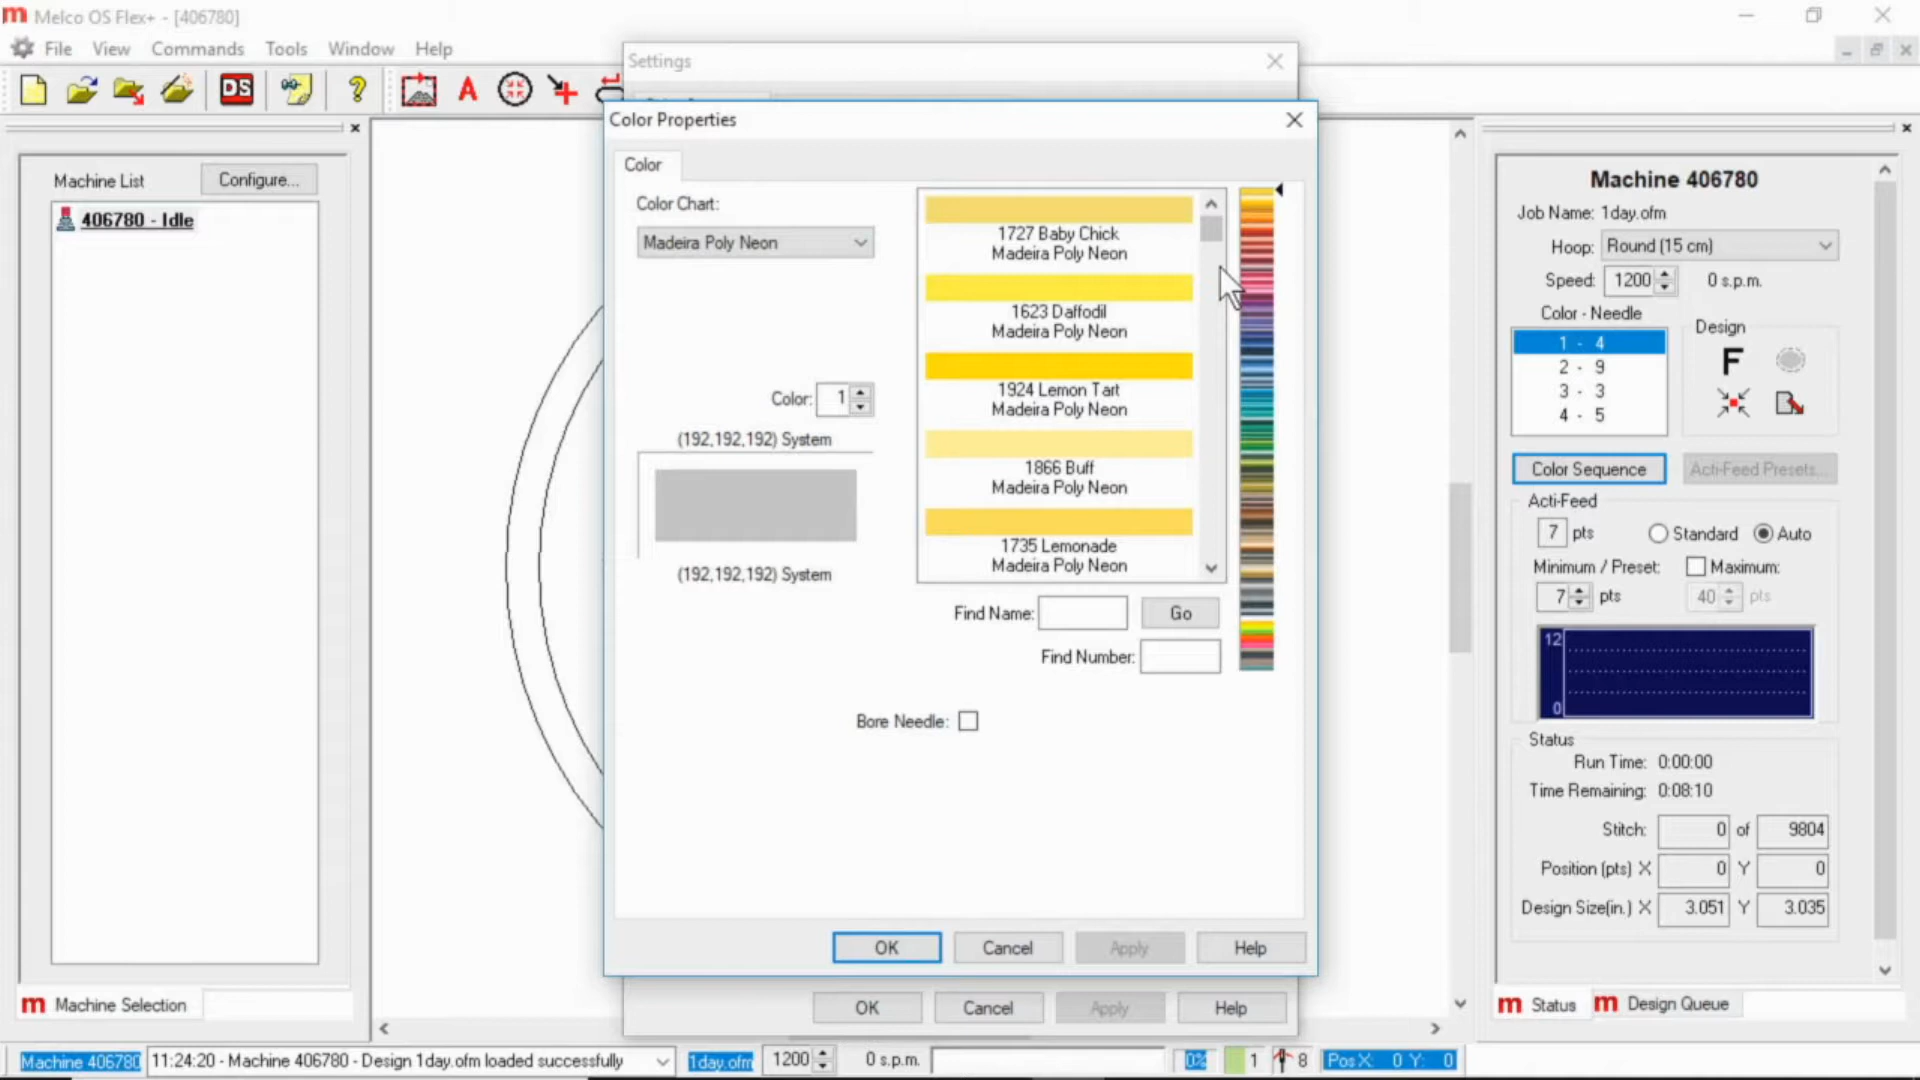 Melco OS Flex+ - [406780]
File View Commands Tools Window Help
DS
?
A
Machine List
Configure...
406780 - Idle
Machine Selection
Settings
Color Properties
Color
Color Chart:
Madeira Poly Neon
Color: 1
(192,192,192) System
(192,192,192) System
1727 Baby Chick
Madeira Poly Neon
1623 Daffodil
Madeira Poly Neon
1924 Lemon Tart
Madeira Poly Neon
1866 Buff
Madeira Poly Neon
1735 Lemonade
Madeira Poly Neon
Find Name:
Go
Find Number:
Bore Needle:
OK Cancel Apply Help
OK Cancel Apply Help
Machine 406780
Job Name: 1day.ofm
Hoop: Round (15 cm)
Speed: 1200 0 s.p.m.
Color - Needle
1 - 4
2 - 9
3 - 3
4 - 5
Design
F
Color Sequence
Acti-Feed Presets...
Acti-Feed
7 pts
Standard
Auto
Minimum / Preset:
Maximum:
7 pts
40 pts
12
0
Status
Run Time: 0:00:00
Time Remaining: 0:08:10
Stitch: 0 of 9804
Position (pts) X 0 Y 0
Design Size(in.) X 3.051 Y 3.035
Status
Design Queue
Machine 406780 11:24:20 - Machine 406780 - Design 1day.ofm loaded successfully 1day.ofm 1200 0 s.p.m. 0% 1 8 Pos X: 0 Y: 0